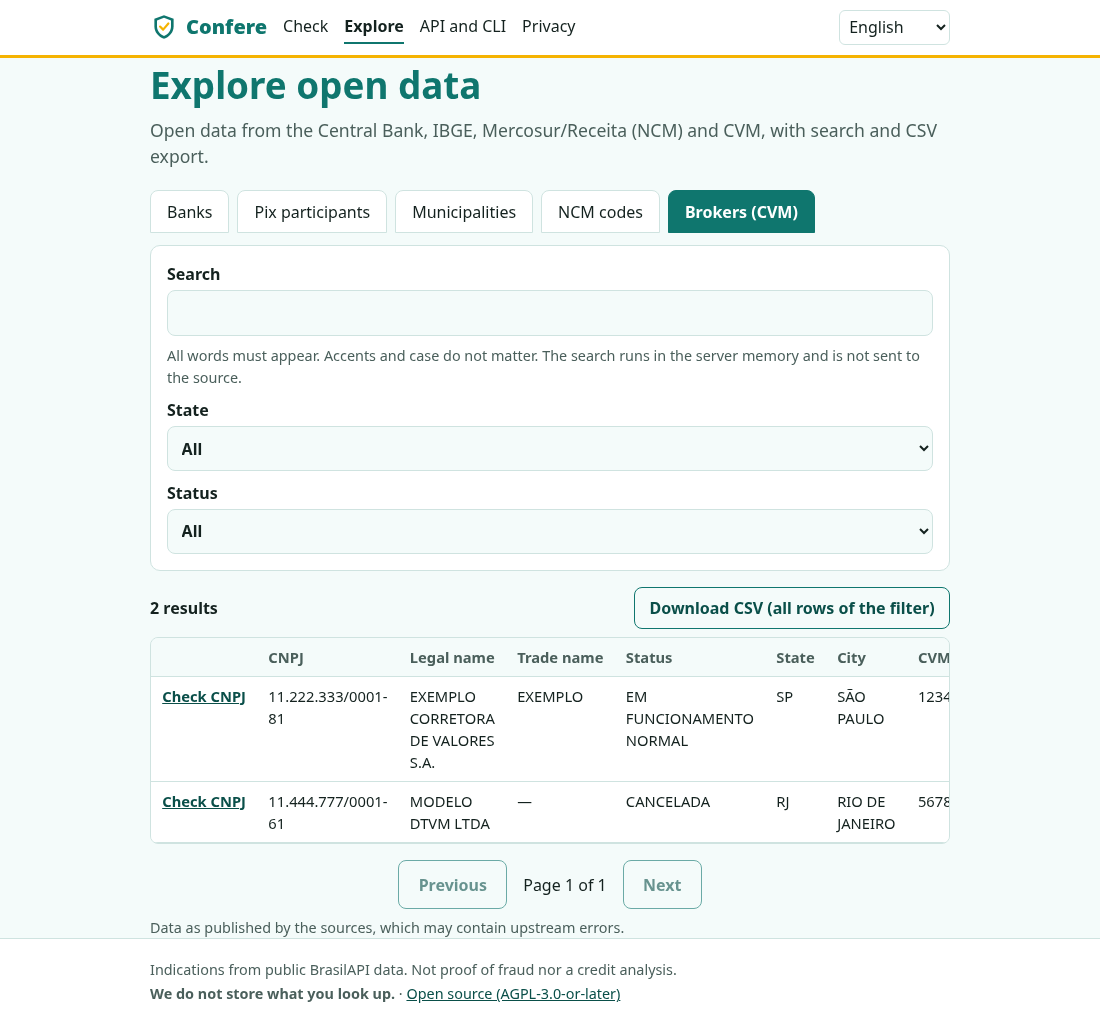 Confere Check Explore API and CLI Privacy English
Explore open data
Open data from the Central Bank, IBGE, Mercosur/Receita (NCM) and CVM, with search and CSV
export.
Banks Pix participants Municipalities NCM codes Brokers (CVM)
Search
All words must appear. Accents and case do not matter. The search runs in the server memory and is not sent to
the source.
State
All
Status
All
2 results Download CSV (all rows of the filter)
CNPJ Legal name Trade name Status State City CVM
Check CNPJ 11.222.333/0001- EXEMPLO EXEMPLO EM SP SÃO 1234
81 CORRETORA FUNCIONAMENTO PAULO
DE VALORES NORMAL
S.A.
Check CNPJ 11.444.777/0001- MODELO — CANCELADA RJ RIO DE 5678
61 DTVM LTDA JANEIRO
Previous Page 1 of 1 Next
Data as published by the sources, which may contain upstream errors.
Indications from public BrasilAPI data. Not proof of fraud nor a credit analysis.
We do not store what you look up. · Open source (AGPL-3.0-or-later)